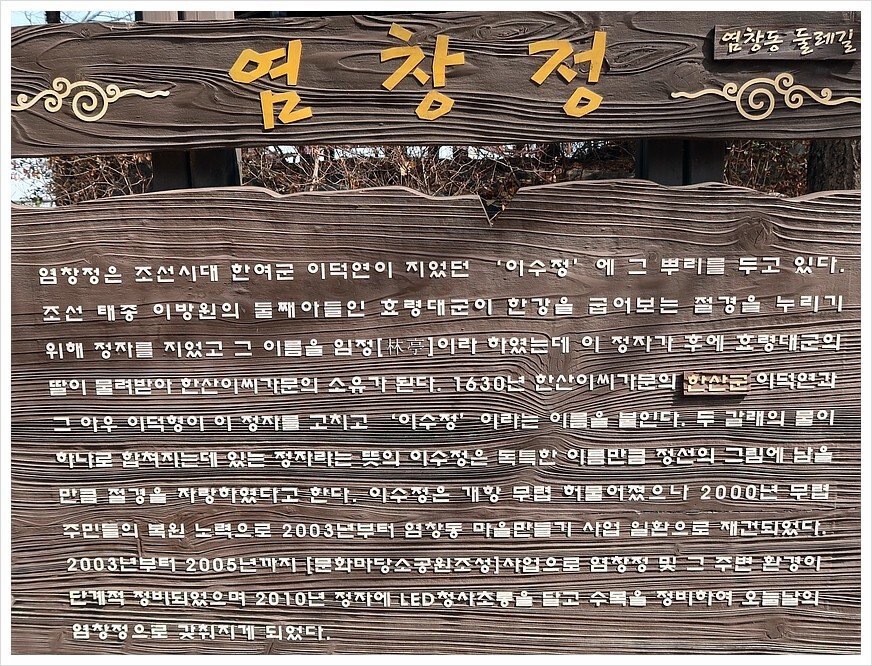 염창정
염창동 둘레길
염창정은 조선시대 한여군 이덕연이 지었던 '이수정' 에 그 뿌리를 두고 있다.
조선 태종 이방원의 둘째아들인 효령대군이 한강을 굽어보는 절경을 누리기
위해 정자를 지었고 그 이름을 임정[林亭]이라 하였는데 이 정자가 후에 효령대군의
딸이 물려받아 한산이씨가문의 소유가 된다. 1630년 한산이씨가문의 한산군 이덕연과
그 아우 이덕형이 이 정자를 고치고 '이수정' 이라는 이름을 붙인다. 두 갈래의 물이
하나로 합쳐지는데 있는 정자라는 뜻의 이수정은 독특한 이름만큼 정선의 그림에 남을
만큼 절경을 자랑하였다고 한다. 이수정은 개항 무렵 허물어졌으나 2000년 무렵
주민들의 복원 노력으로 2003년부터 염창동 마을만들기 사업 일환으로 재건되었다.
2003년부터 2005년까지 [문화마당소공원조성]사업으로 염창정 및 그 주변 환경이
단계적 정비되었으며 2010년 정자에 LED청사초롱을 달고 수목을 정비하여 오늘날의
염창정으로 갖춰지게 되었다.